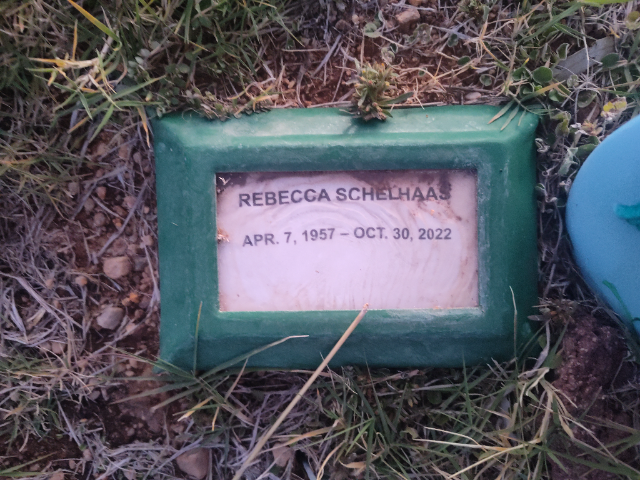 REBECCA SCHELHAAS
APR. 7, 1957 – OCT. 30, 2022